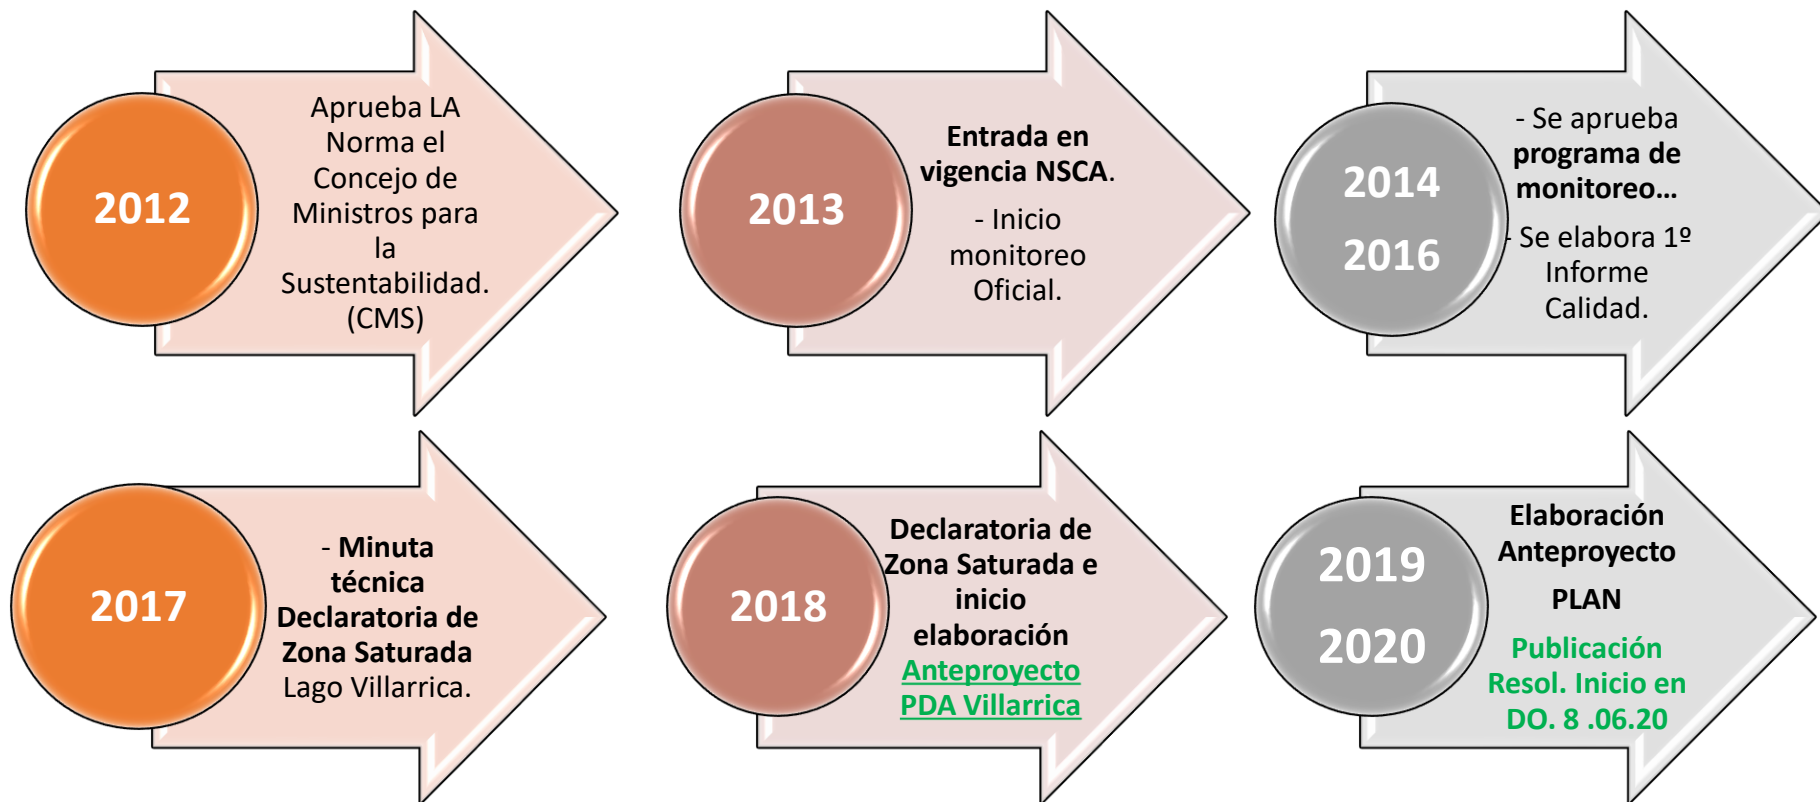 2012
Aprueba LA
Norma el
Concejo de
Ministros para
la
Sustentabilidad.
(CMS)
2013
Entrada en
vigencia NSCA.
- Inicio
monitoreo
Oficial.
2014
2016
- Se aprueba
programa de
monitoreo...
- Se elabora 1º
Informe
Calidad.
2017
- Minuta
técnica
Declaratoria de
Zona Saturada
Lago Villarrica.
2018
Declaratoria de
Zona Saturada e
inicio
elaboración
Anteproyecto
PDA Villarrica
2019
2020
Elaboración
Anteproyecto
PLAN
Publicación
Resol. Inicio en
DO. 8 .06.20